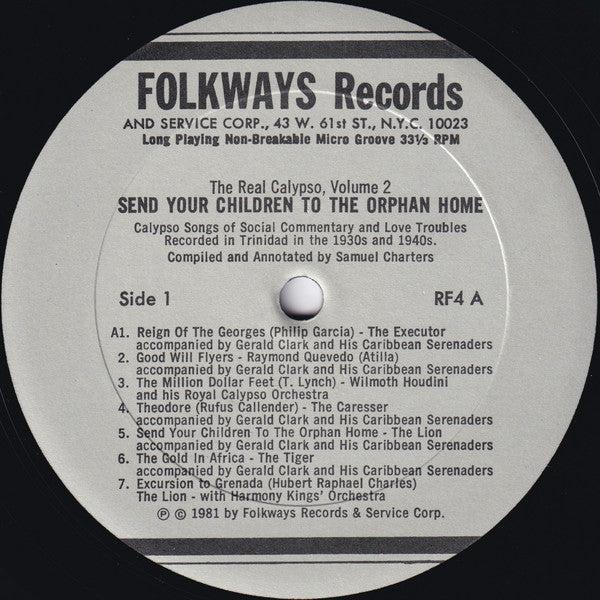 FOLKWAYS Records
AND SERVICE CORP., 43 W. 61st ST., N.Y.C. 10023
Long Playing Non-Breakable Micro Groove 33⅓ RPM
The Real Calypso, Volume 2
SEND YOUR CHILDREN TO THE ORPHAN HOME
Calypso Songs of Social Commentary and Love Troubles
Recorded in Trinidad in the 1930s and 1940s.
Compiled and Annotated by Samuel Charters
Side 1 RF4 A
A1. Reign Of The Georges (Philip Garcia) - The Executor
accompanied by Gerald Clark and His Caribbean Serenaders
2. Good Will Flyers - Raymond Quevedo (Atilla)
accompanied by Gerald Clark and His Caribbean Serenaders
3. The Million Dollar Feet (T. Lynch) - Wilmoth Houdini
and his Royal Calypso Orchestra
4. Theodore (Rufus Callender) - The Caresser
accompanied by Gerald Clark and His Caribbean Serenaders
5. Send Your Children To The Orphan Home - The Lion
accompanied by Gerald Clark and His Caribbean Serenaders
6. The Gold In Africa - The Tiger
accompanied by Gerald Clark and His Caribbean Serenaders
7. Excursion to Grenada (Hubert Raphael Charles)
The Lion - with Harmony Kings' Orchestra
℗ © 1981 by Folkways Records & Service Corp.